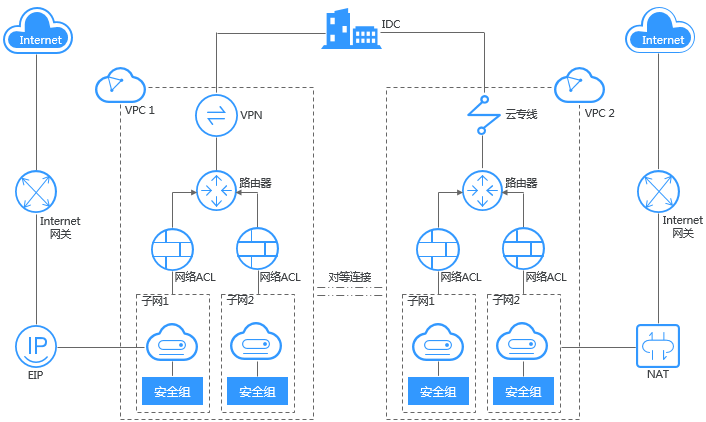 IDC
Internet
Internet
VPC 1
VPN
云专线
VPC 2
路由器
路由器
Internet
网关
Internet
网关
网络ACL
网络ACL
对等连接
网络ACL
网络ACL
子网1
子网2
子网1
子网2
IP
EIP
NAT
安全组
安全组
安全组
安全组